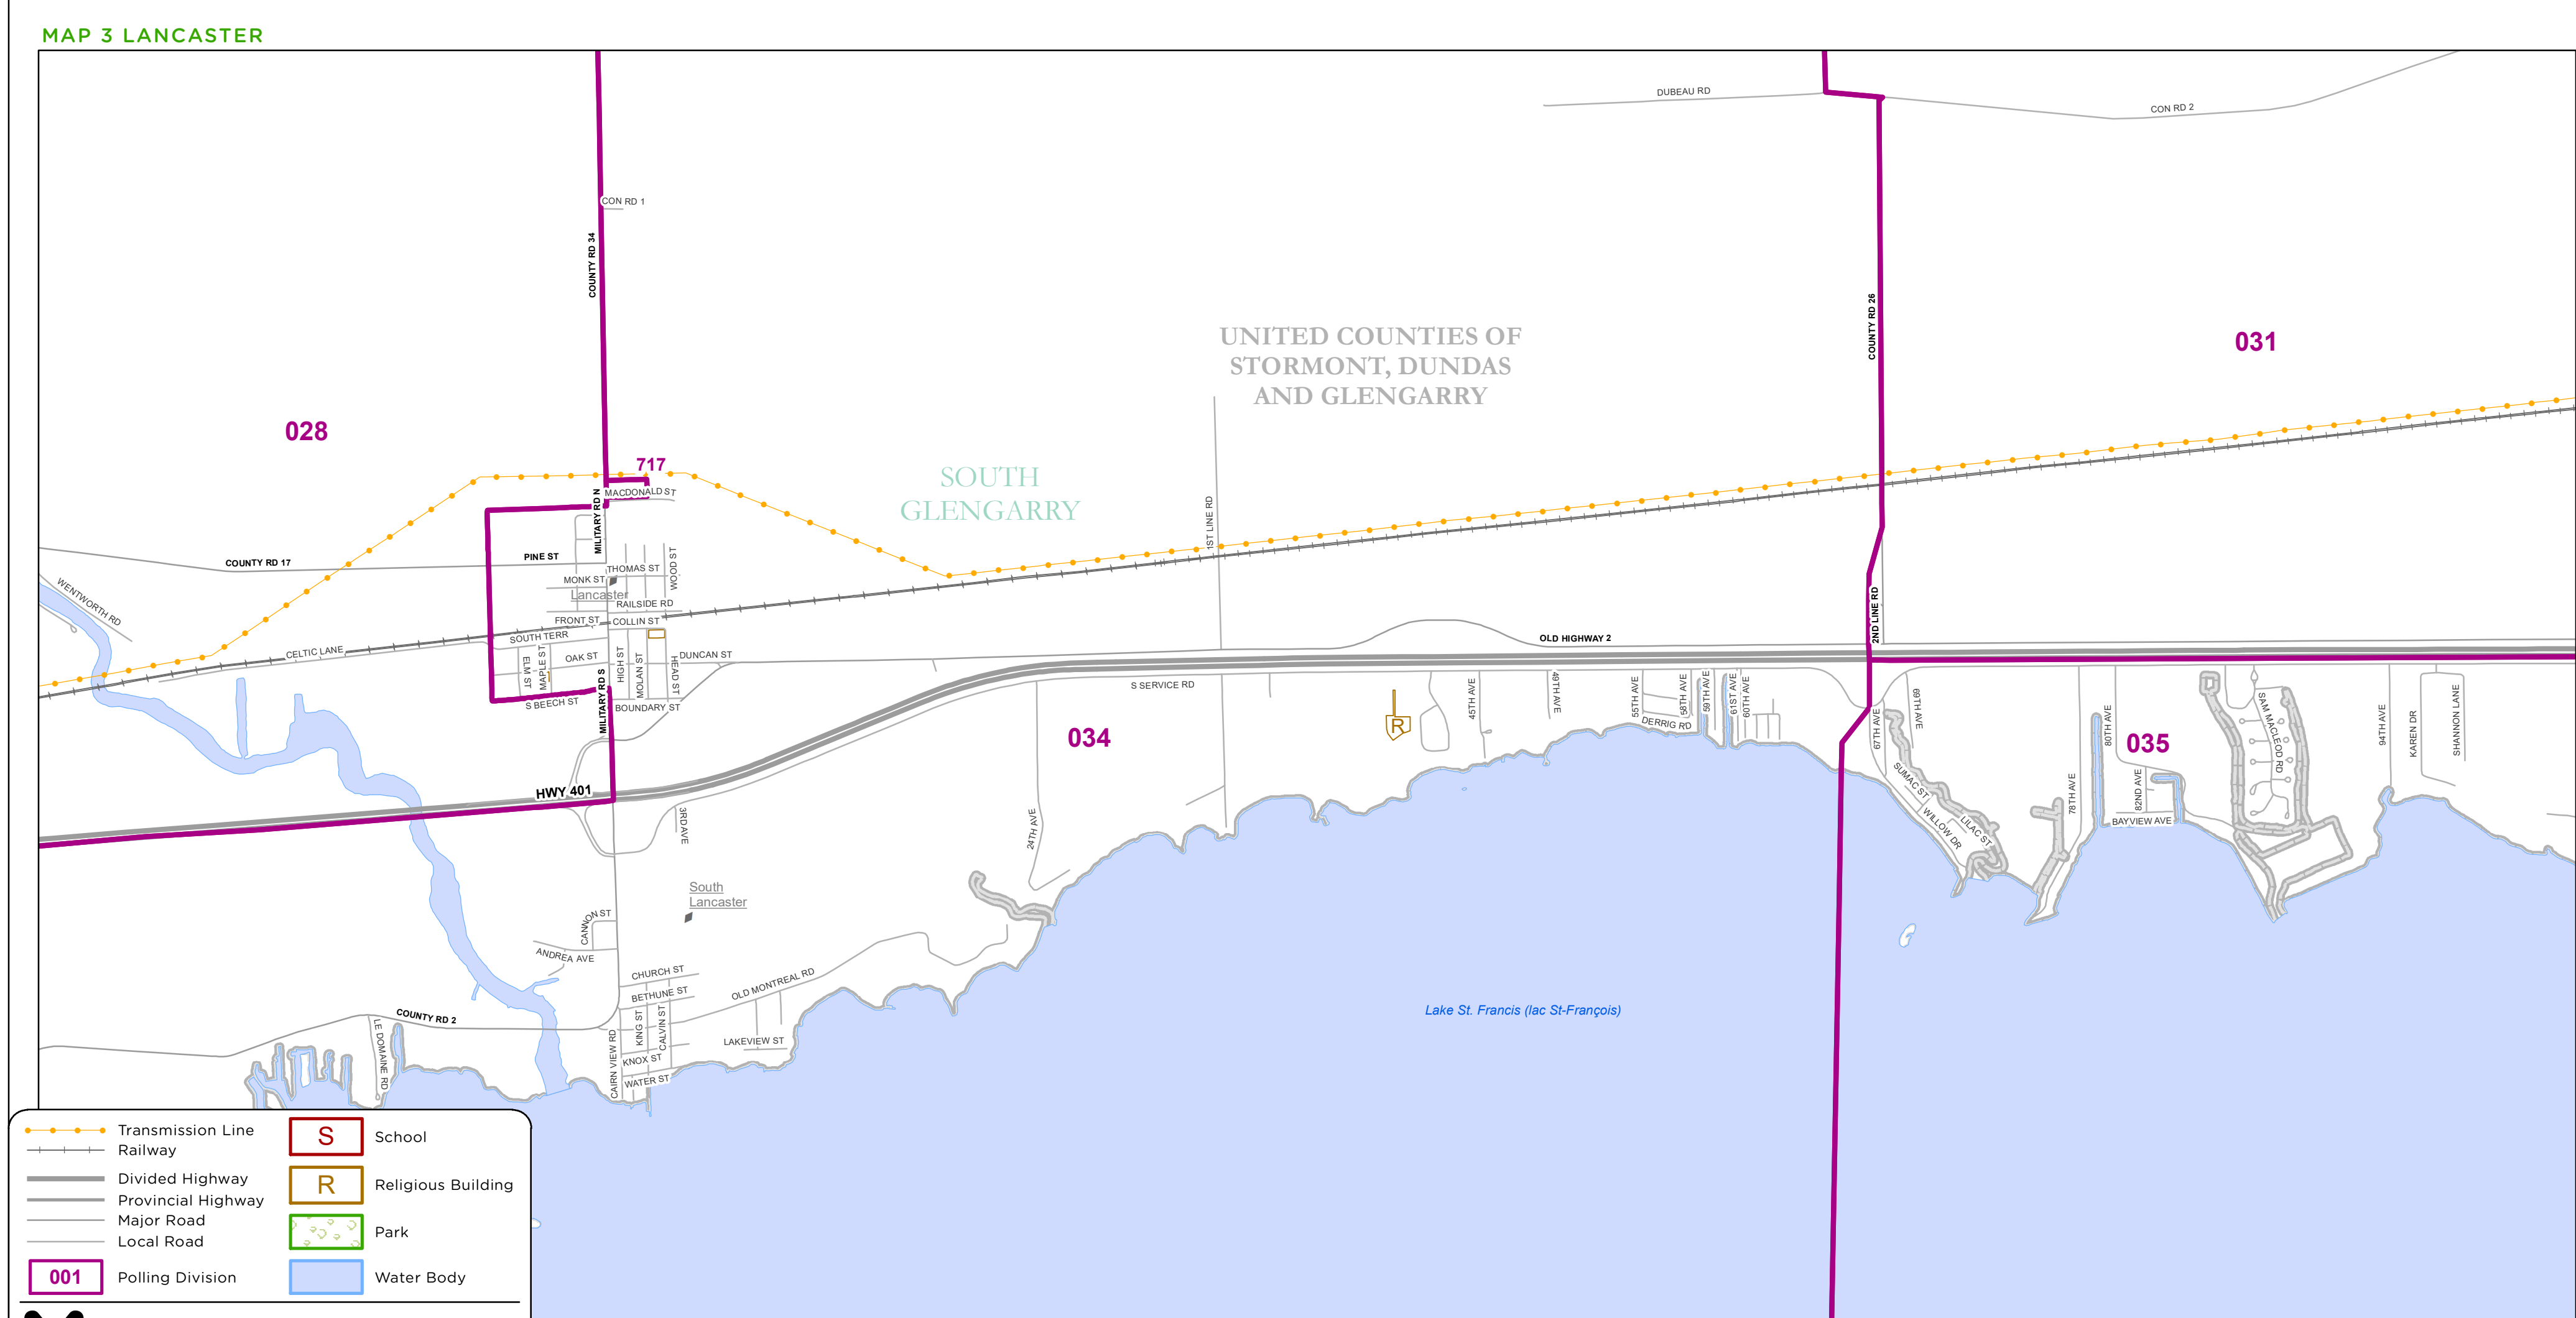 MAP 3 LANCASTER
DUBEAU RD
CON RD 2
CON RD 1
COUNTY RD 34
COUNTY RD 26
UNITED COUNTIES OF
STORMONT, DUNDAS
AND GLENGARRY
031
028
717
MACDONALD ST
MILITARY RD N
SOUTH
GLENGARRY
1ST LINE RD
COUNTY RD 17
PINE ST
WENTWORTH RD
THOMAS ST
WOOD ST
MONK ST
Lancaster
RAILSIDE RD
FRONT ST
COLLIN ST
SOUTH TERR
CELTIC LANE
OAK ST
ELM ST
MAPLE ST
HIGH ST
MOLAN ST
HEAD ST
DUNCAN ST
OLD HIGHWAY 2
2ND LINE RD
S BEECH ST
MILITARY RD S
BOUNDARY ST
S SERVICE RD
034
R
45TH AVE
49TH AVE
55TH AVE
58TH AVE
59TH AVE
61ST AVE
60TH AVE
DERRIG RD
67TH AVE
69TH AVE
SUMAC ST
WILLOW DR
LILAC ST
78TH AVE
80TH AVE
82ND AVE
035
BAYVIEW AVE
SAM MACLEOD RD
94TH AVE
KAREN DR
SHANNON LANE
HWY 401
3RD AVE
24TH AVE
South
Lancaster
CANNON ST
ANDREA AVE
CHURCH ST
BETHUNE ST
OLD MONTREAL RD
COUNTY RD 2
LE DOMAINE RD
CAIRN VIEW RD
KING ST
CALVIN ST
KNOX ST
WATER ST
LAKEVIEW ST
Lake St. Francis (lac St-François)
Transmission Line
Railway
Divided Highway
Provincial Highway
Major Road
Local Road
001 Polling Division
S School
R Religious Building
Park
Water Body